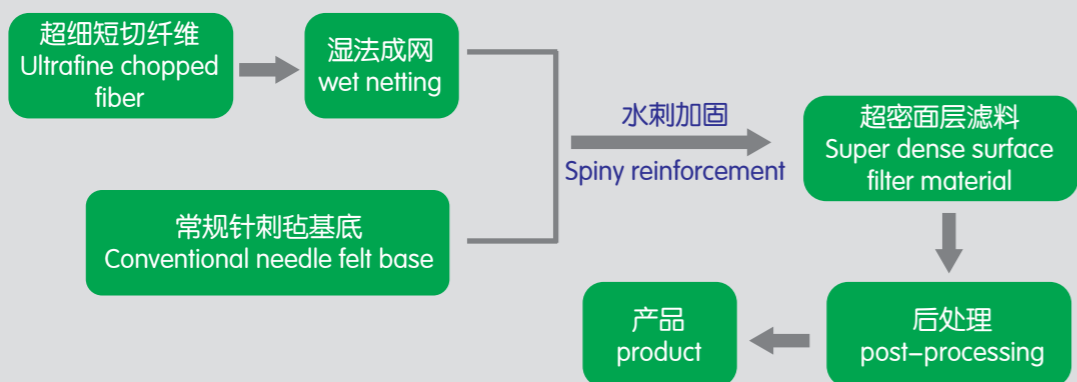 超细短切纤维
Ultrafine chopped
fiber
湿法成网
wet netting
常规针刺毡基底
Conventional needle felt base
水刺加固
Spiny reinforcement
超密面层滤料
Super dense surface
filter material
后处理
post-processing
产品
product